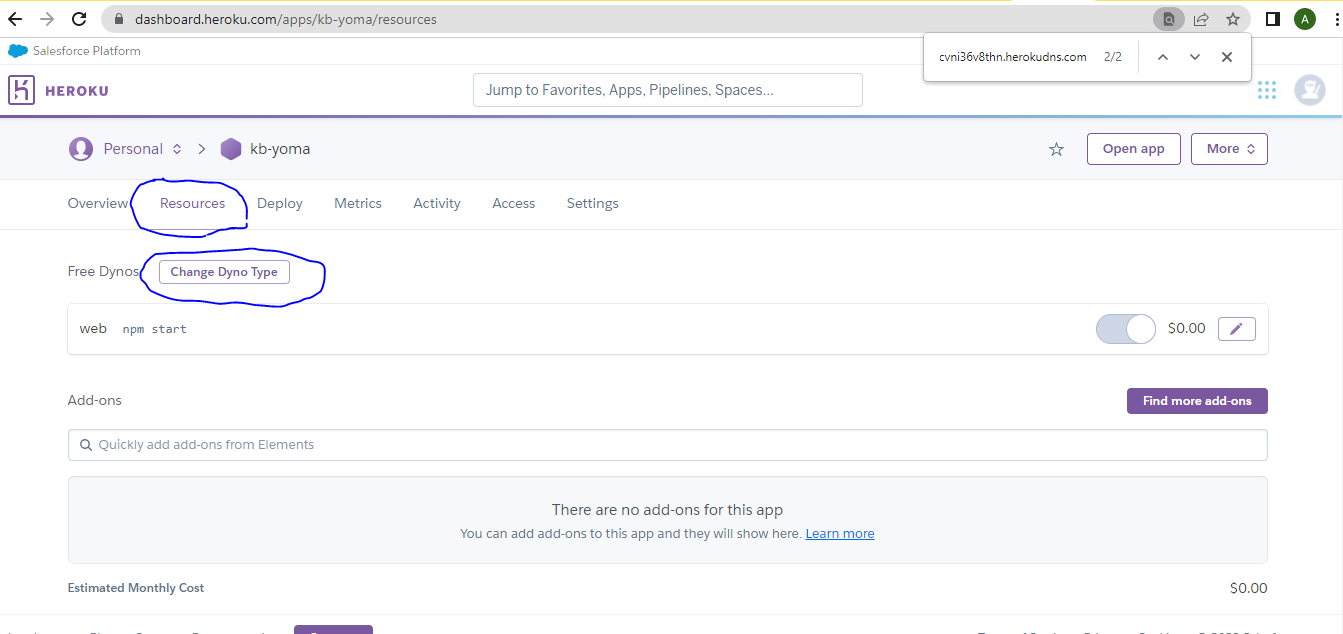 dashboard.heroku.com/apps/kb-yoma/resources
A
Salesforce Platform
cvni36v8thn.herokudns.com 2/2
HEROKU
Jump to Favorites, Apps, Pipelines, Spaces...
Personal > kb-yoma Open app More
Overview Resources Deploy Metrics Activity Access Settings
Free Dynos Change Dyno Type
web npm start $0.00
Add-ons Find more add-ons
Quickly add add-ons from Elements
There are no add-ons for this app
You can add add-ons to this app and they will show here. Learn more
Estimated Monthly Cost $0.00